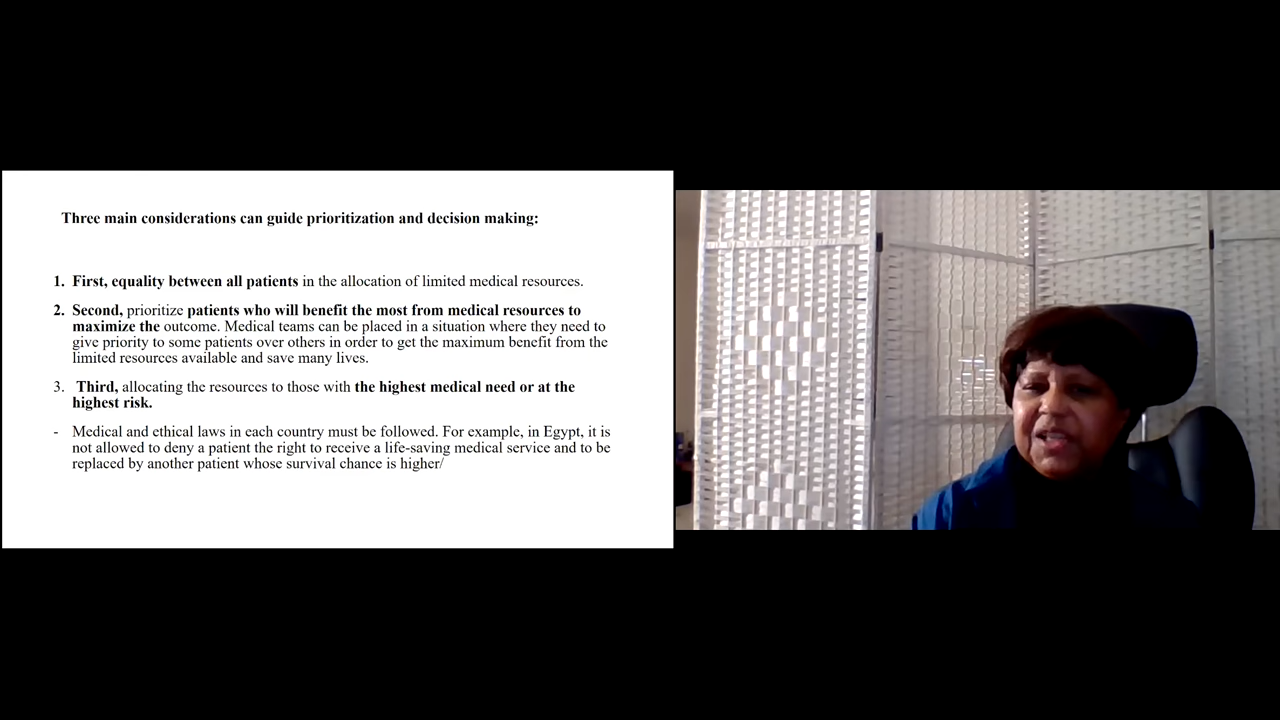 Three main considerations can guide prioritization and decision making:
1. First, equality between all patients in the allocation of limited medical resources.
2. Second, prioritize patients who will benefit the most from medical resources to
maximize the outcome. Medical teams can be placed in a situation where they need to
give priority to some patients over others in order to get the maximum benefit from the
limited resources available and save many lives.
3. Third, allocating the resources to those with the highest medical need or at the
highest risk.
- Medical and ethical laws in each country must be followed. For example, in Egypt, it is
not allowed to deny a patient the right to receive a life-saving medical service and to be
replaced by another patient whose survival chance is higher/